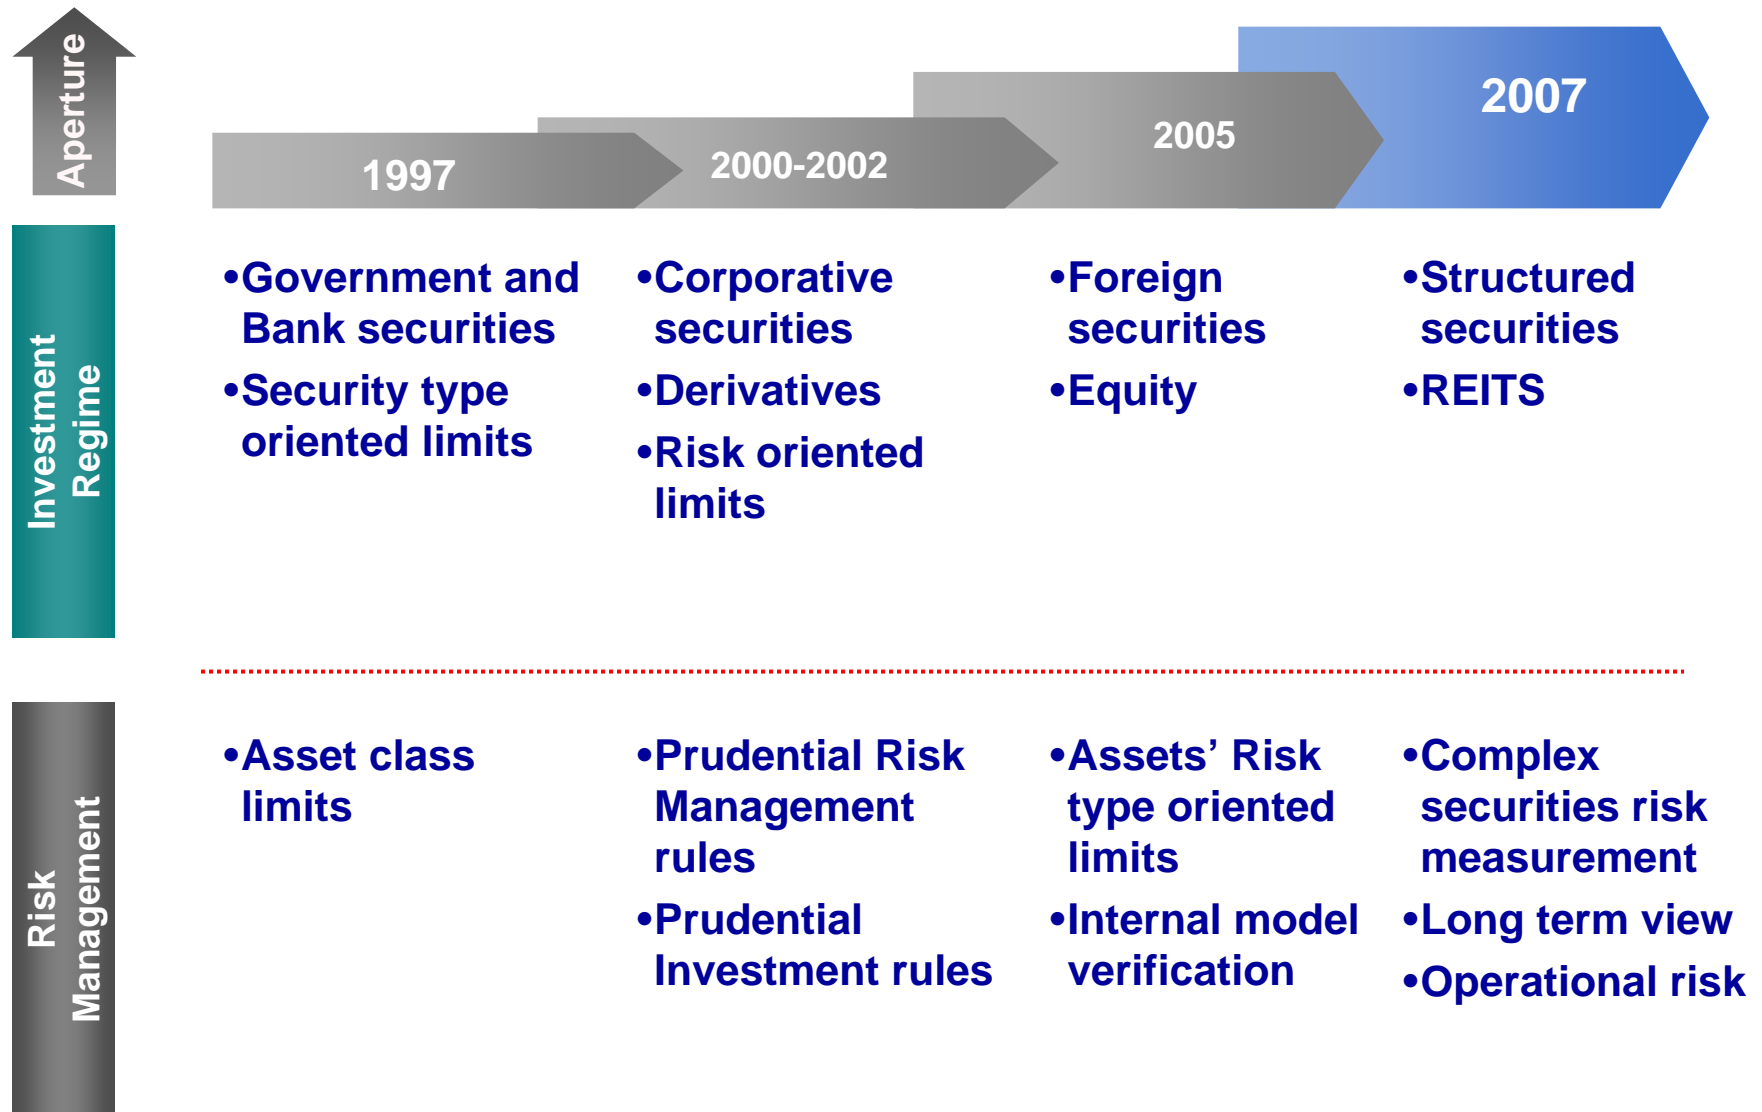 Aperture
1997
2000-2002
2005
2007
Investment
Regime
•Government and
Bank securities
•Security type
oriented limits
•Corporative
securities
•Derivatives
•Risk oriented
limits
•Foreign
securities
•Equity
•Structured
securities
•REITS
Risk
Management
•Asset class
limits
•Prudential Risk
Management
rules
•Prudential
Investment rules
•Assets’ Risk
type oriented
limits
•Internal model
verification
•Complex
securities risk
measurement
•Long term view
•Operational risk